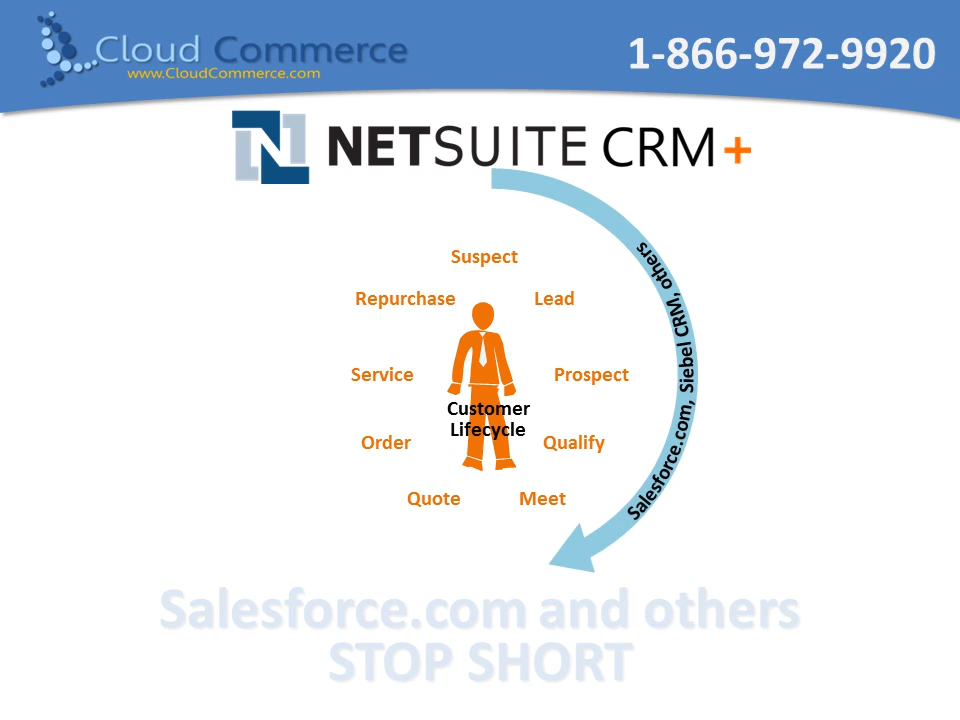 Cloud Commerce
www.CloudCommerce.com
1-866-972-9920
NETSUITE CRM+
Suspect
Repurchase
Lead
Service
Prospect
Customer
Lifecycle
Order
Qualify
Quote
Meet
Salesforce.com, Siebel CRM, others
Salesforce.com and others
STOP SHORT